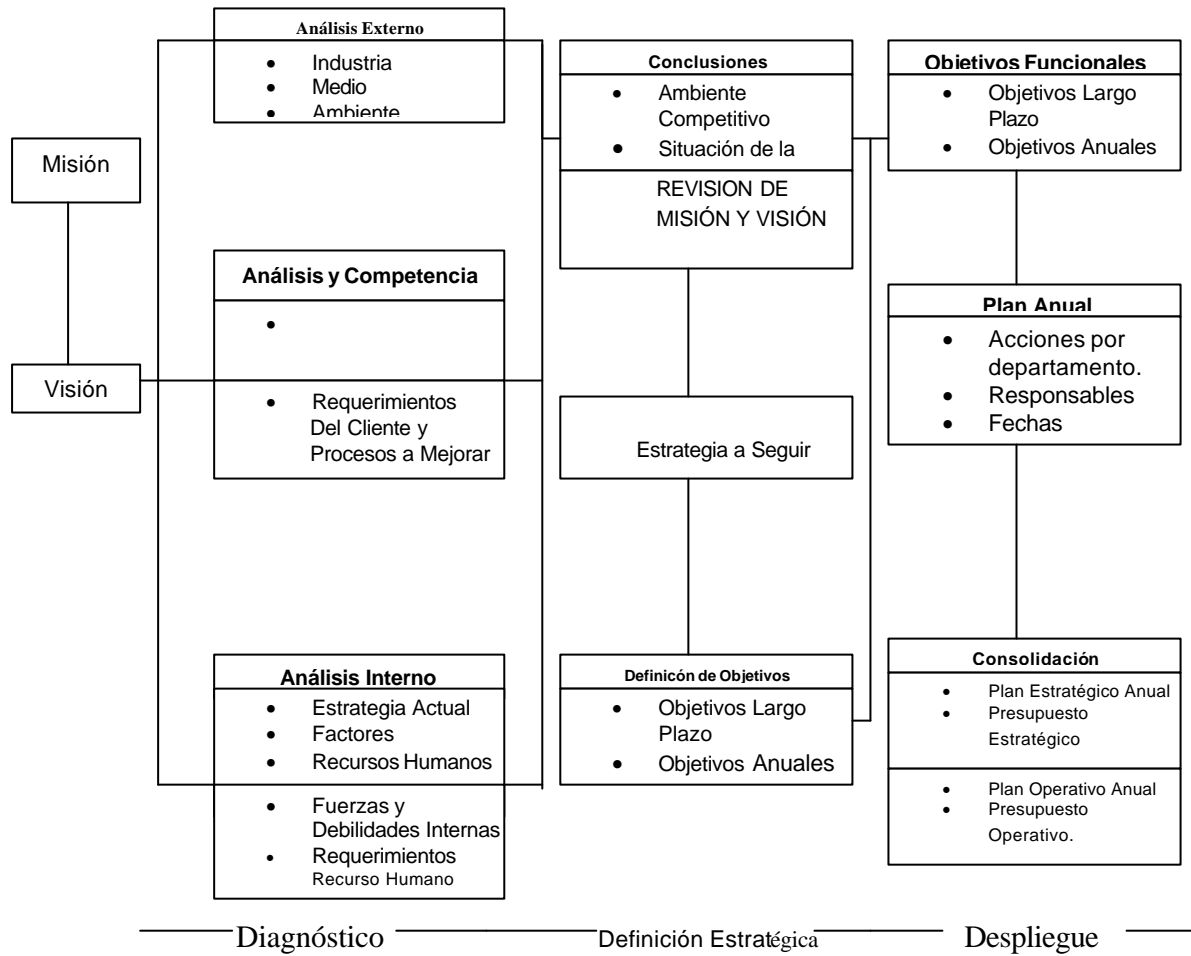 Misión
Visión
Análisis Externo
• Industria
• Medio
• Ambiente
Análisis y Competencia
•
• Requerimientos
Del Cliente y
Procesos a Mejorar
Análisis Interno
• Estrategia Actual
• Factores
• Recursos Humanos
• Fuerzas y
Debilidades Internas
• Requerimientos
Recurso Humano
Conclusiones
• Ambiente
Competitivo
• Situación de la
REVISION DE
MISIÓN Y VISIÓN
Estrategia a Seguir
Definicón de Objetivos
• Objetivos Largo
Plazo
• Objetivos Anuales
Objetivos Funcionales
• Objetivos Largo
Plazo
• Objetivos Anuales
Plan Anual
• Acciones por
departamento.
• Responsables
• Fechas
Consolidación
• Plan Estratégico Anual
• Presupuesto
Estratégico
• Plan Operativo Anual
• Presupuesto
Operativo.
Diagnóstico
Definición Estratégica
Despliegue